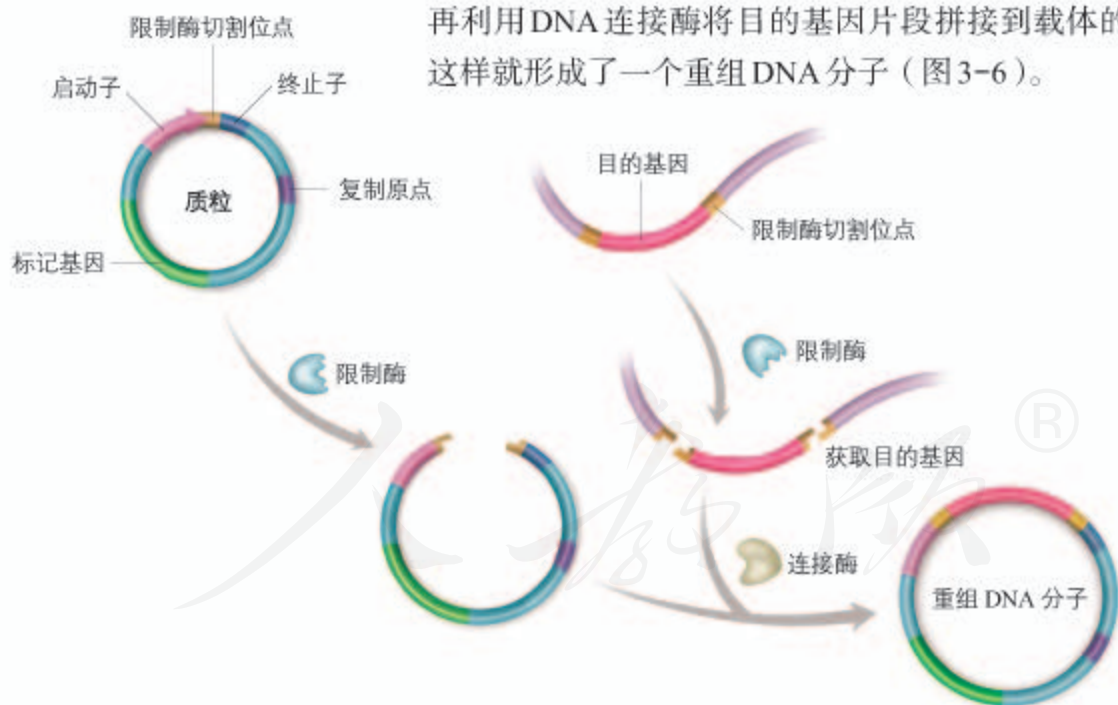 再利用DNA连接酶将目的基因片段拼接到载体的
这样就形成了一个重组DNA分子（图3-6）。
限制酶切割位点
启动子
终止子
质粒
复制原点
标记基因
目的基因
限制酶切割位点
限制酶
限制酶
获取目的基因
连接酶
重组 DNA 分子
人教版
®